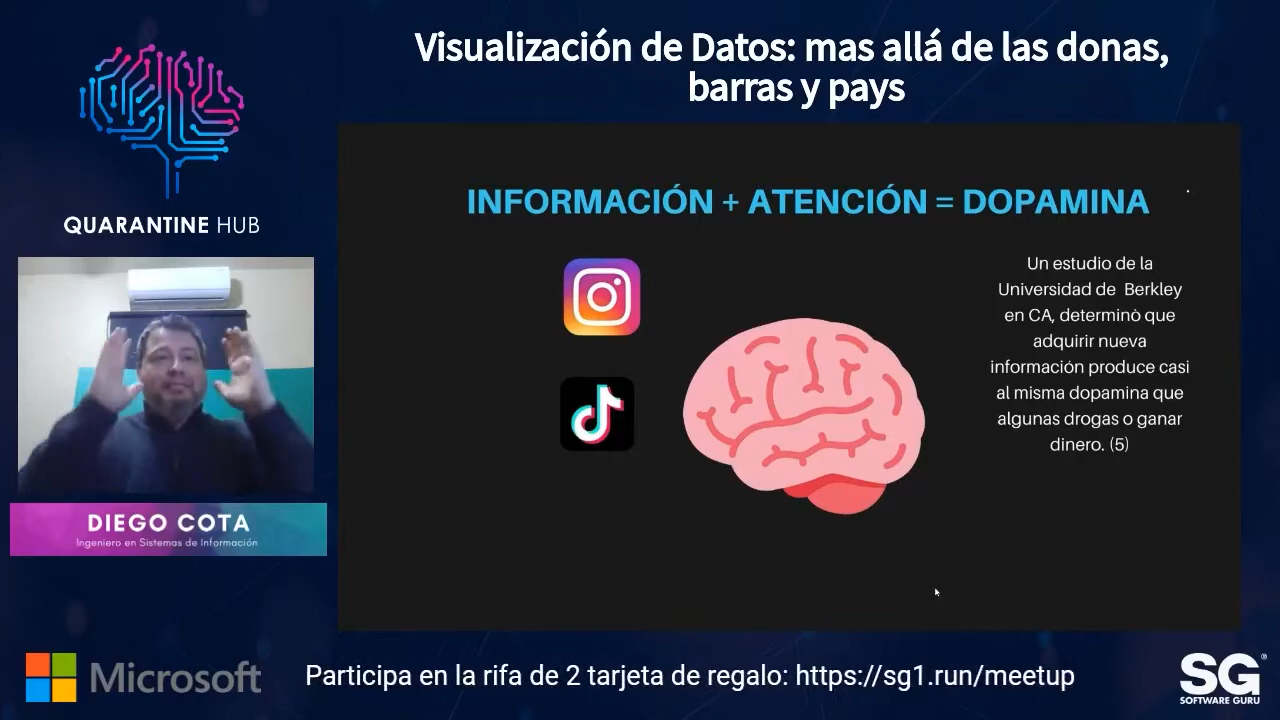 Visualización de Datos: mas allá de las donas,
barras y pays
QUARANTINE HUB
INFORMACIÓN + ATENCIÓN = DOPAMINA
Un estudio de la
Universidad de Berkley
en CA, determinò que
adquirir nueva
información produce casi
al misma dopamina que
algunas drogas o ganar
dinero. (5)
DIEGO COTA
Ingeniero en Sistemas de Información
Microsoft
Participa en la rifa de 2 tarjeta de regalo: https://sg1.run/meetup
SG®
SOFTWARE GURU